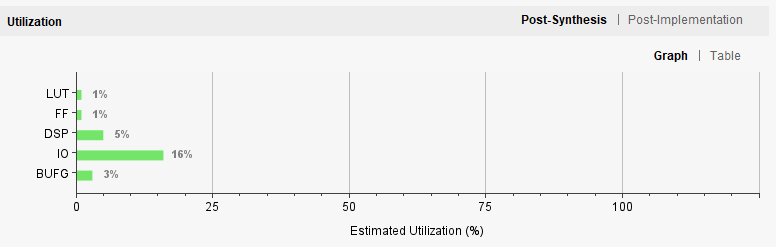 Utilization
Post-Synthesis | Post-Implementation
Graph | Table
LUT 1%
FF 1%
DSP 5%
IO 16%
BUFG 3%
0 25 50 75 100
Estimated Utilization (%)